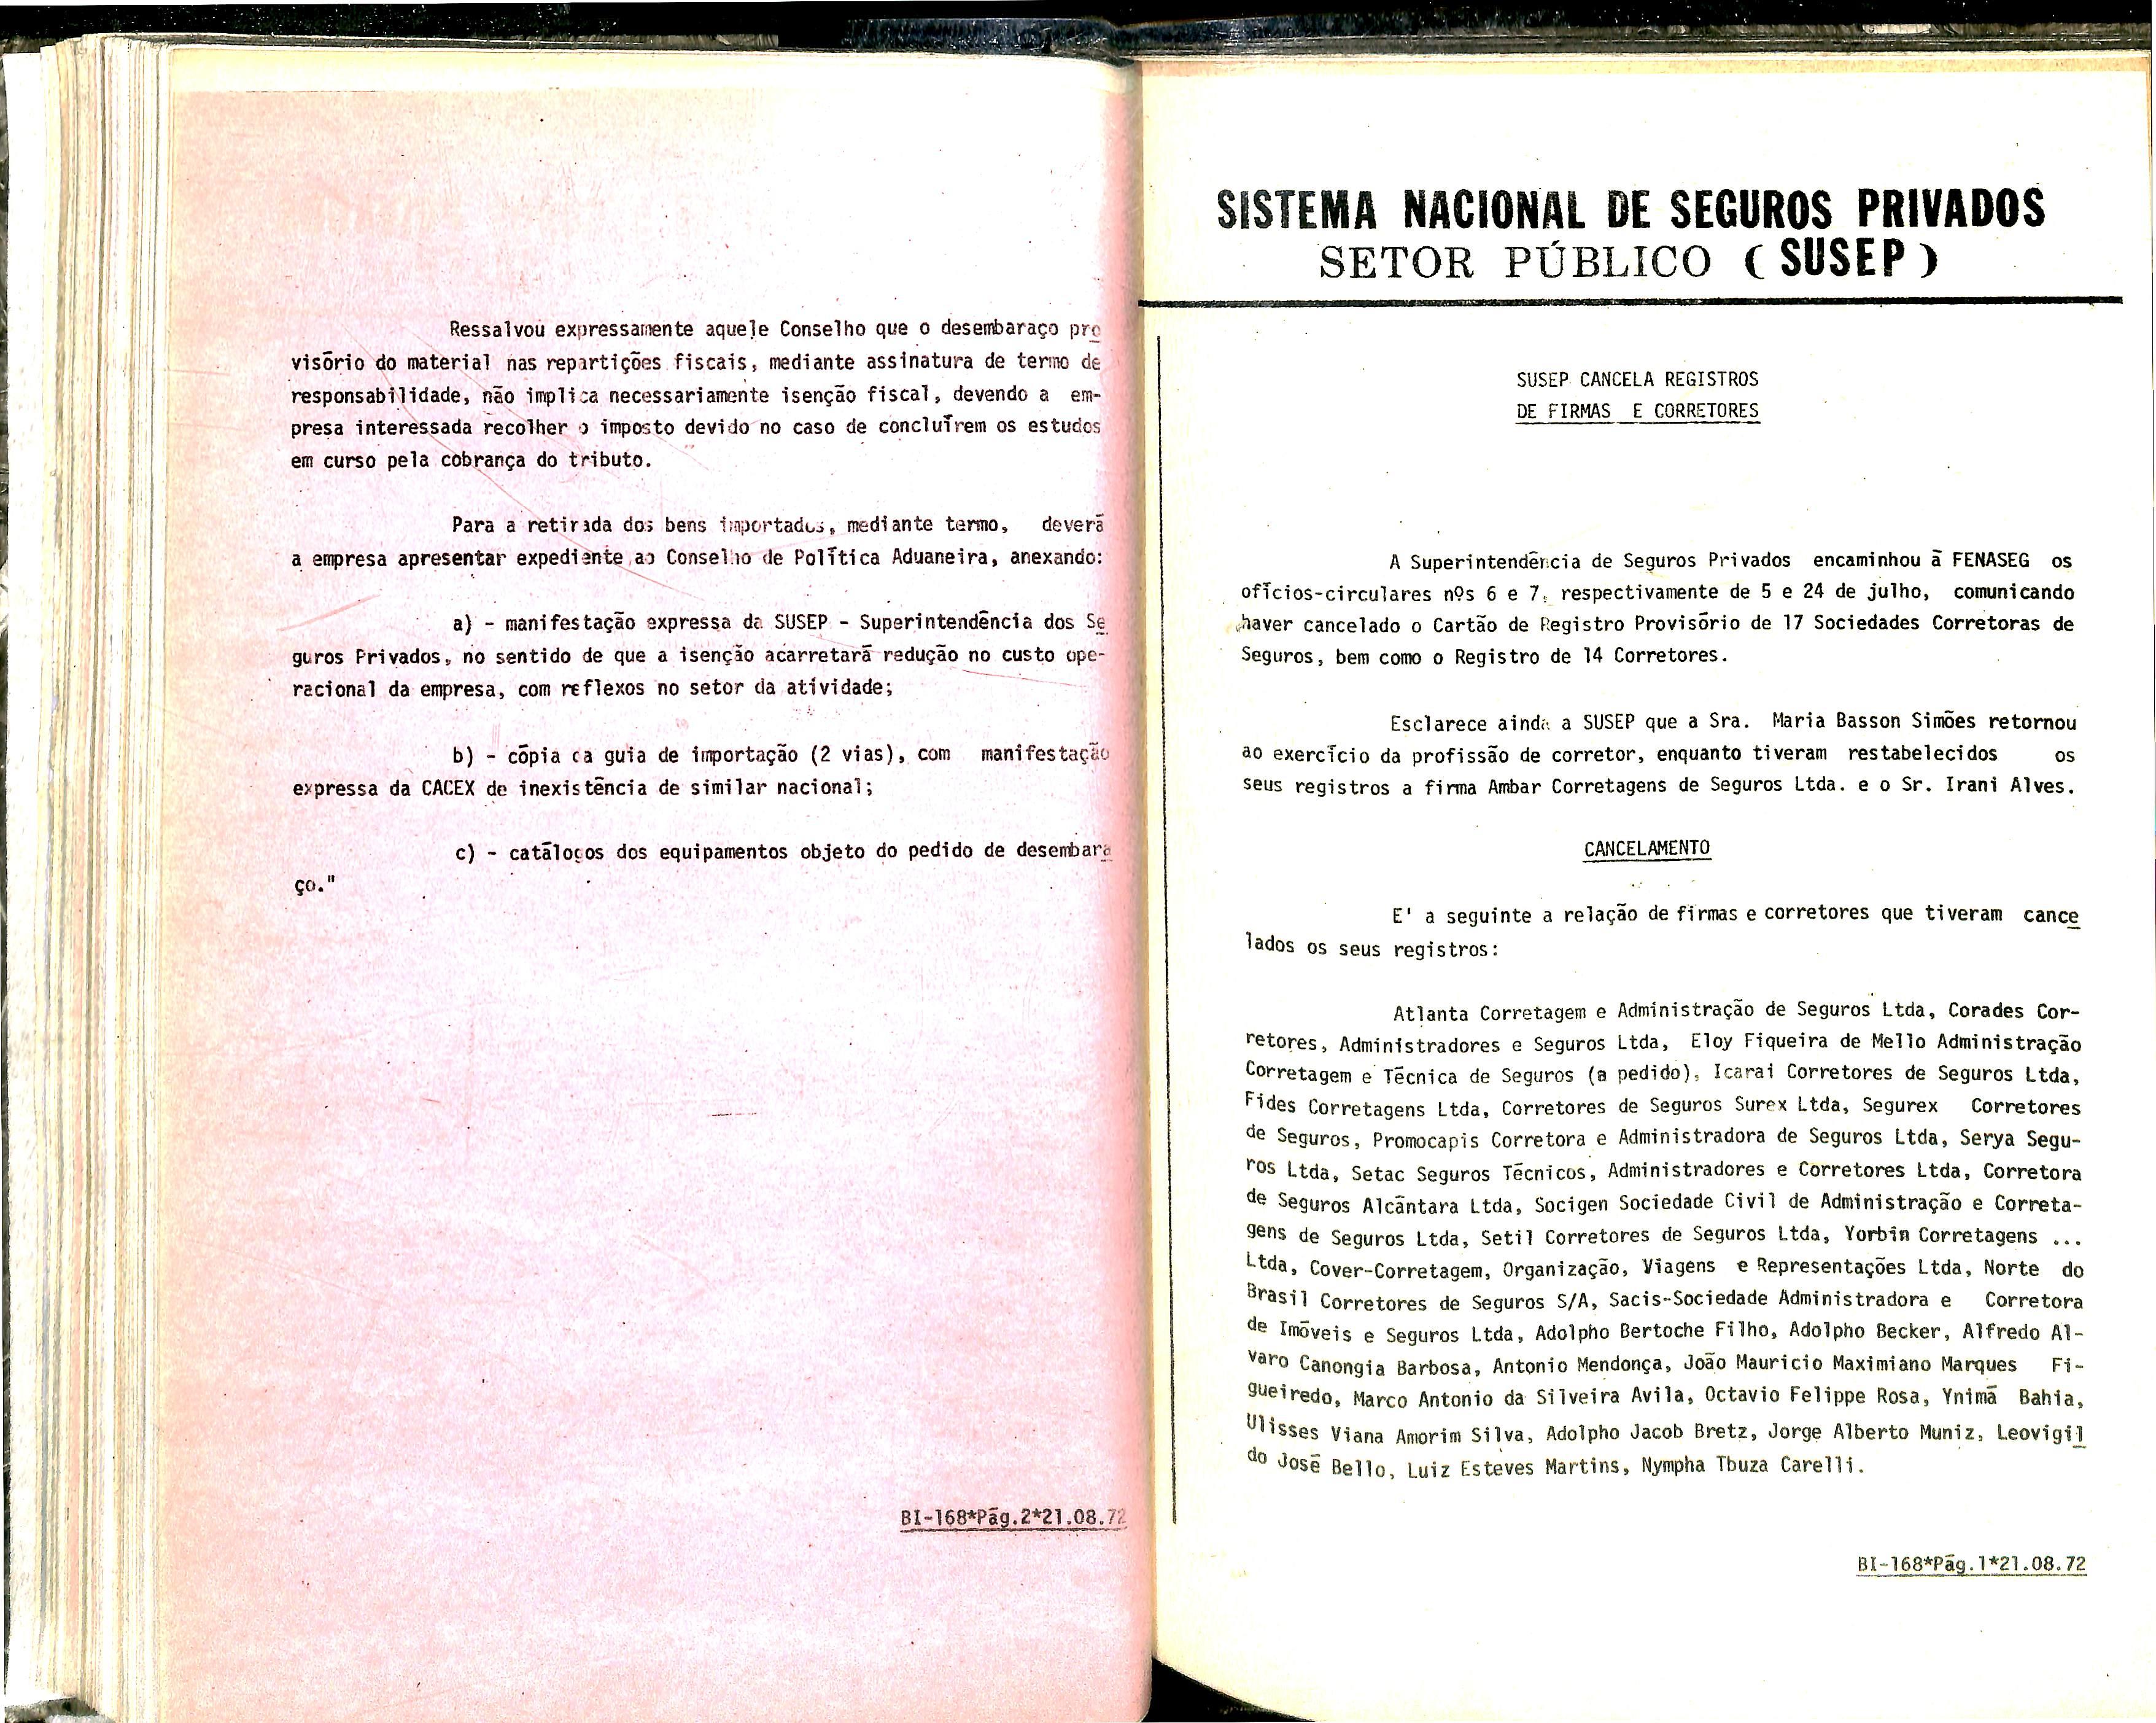 Ressalvou expressamente aquele Conselho que o desembaraço pro
visório do material nas repartições fiscais, mediante assinatura de termo de
responsabilidade, não implica necessariamente isenção fiscal, devendo a em-
presa interessada recolher o imposto devido no caso de concluírem os estudos
em curso pela cobrança do tributo.
Para a retirada dos bens importados, mediante termo, deverá
a empresa apresentar expediente ao Conselho de Política Aduaneira, anexando:
a) - manifestação expressa da SUSEP - Superintendência dos Se
guros Privados, no sentido de que a isenção acarretará redução no custo ope-
racional da empresa, com reflexos no setor da atividade;
b) - cópia da guia de importação (2 vias), com manifestação
expressa da CACEX de inexistência de similar nacional;
c) - catálogos dos equipamentos objeto do pedido de desembara
ço."
BI-168*Pág.2*21.08.72
SISTEMA NACIONAL DE SEGUROS PRIVADOS
SETOR PÚBLICO (SUSEP)
SUSEP CANCELA REGISTROS
DE FIRMAS E CORRETORES
A Superintendência de Seguros Privados encaminhou à FENASEG os
ofícios-circulares nºs 6 e 7, respectivamente de 5 e 24 de julho, comunicando
haver cancelado o Cartão de Registro Provisório de 17 Sociedades Corretoras de
Seguros, bem como o Registro de 14 Corretores.
Esclarece ainda a SUSEP que a Sra. Maria Basson Simões retornou
ao exercício da profissão de corretor, enquanto tiveram restabelecidos os
seus registros a firma Ambar Corretagens de Seguros Ltda. e o Sr. Irani Alves.
CANCELAMENTO
E' a seguinte a relação de firmas e corretores que tiveram cance
lados os seus registros:
Atlanta Corretagem e Administração de Seguros Ltda, Corades Cor-
retores, Administradores e Seguros Ltda, Eloy Fiqueira de Mello Administração
Corretagem e Técnica de Seguros (a pedido), Icarai Corretores de Seguros Ltda,
Fides Corretagens Ltda, Corretores de Seguros Surex Ltda, Segurex Corretores
de Seguros, Promocapis Corretora e Administradora de Seguros Ltda, Serya Segu-
ros Ltda, Setac Seguros Técnicos, Administradores e Corretores Ltda, Corretora
de Seguros Alcântara Ltda, Socigen Sociedade Civil de Administração e Correta-
gens de Seguros Ltda, Setil Corretores de Seguros Ltda, Yorbin Corretagens ...
Ltda, Cover-Corretagem, Organização, Viagens e Representações Ltda, Norte do
Brasil Corretores de Seguros S/A, Sacis-Sociedade Administradora e Corretora
de Imóveis e Seguros Ltda, Adolpho Bertoche Filho, Adolpho Becker, Alfredo Al-
varo Canongia Barbosa, Antonio Mendonça, João Mauricio Maximiano Marques Fi-
gueiredo, Marco Antonio da Silveira Avila, Octavio Felippe Rosa, Ynimá Bahia,
Ulisses Viana Amorim Silva, Adolpho Jacob Bretz, Jorge Alberto Muniz, Leovigil
do José Bello, Luiz Esteves Martins, Nympha Tbuza Carelli.
BI-168*Pág.1*21.08.72